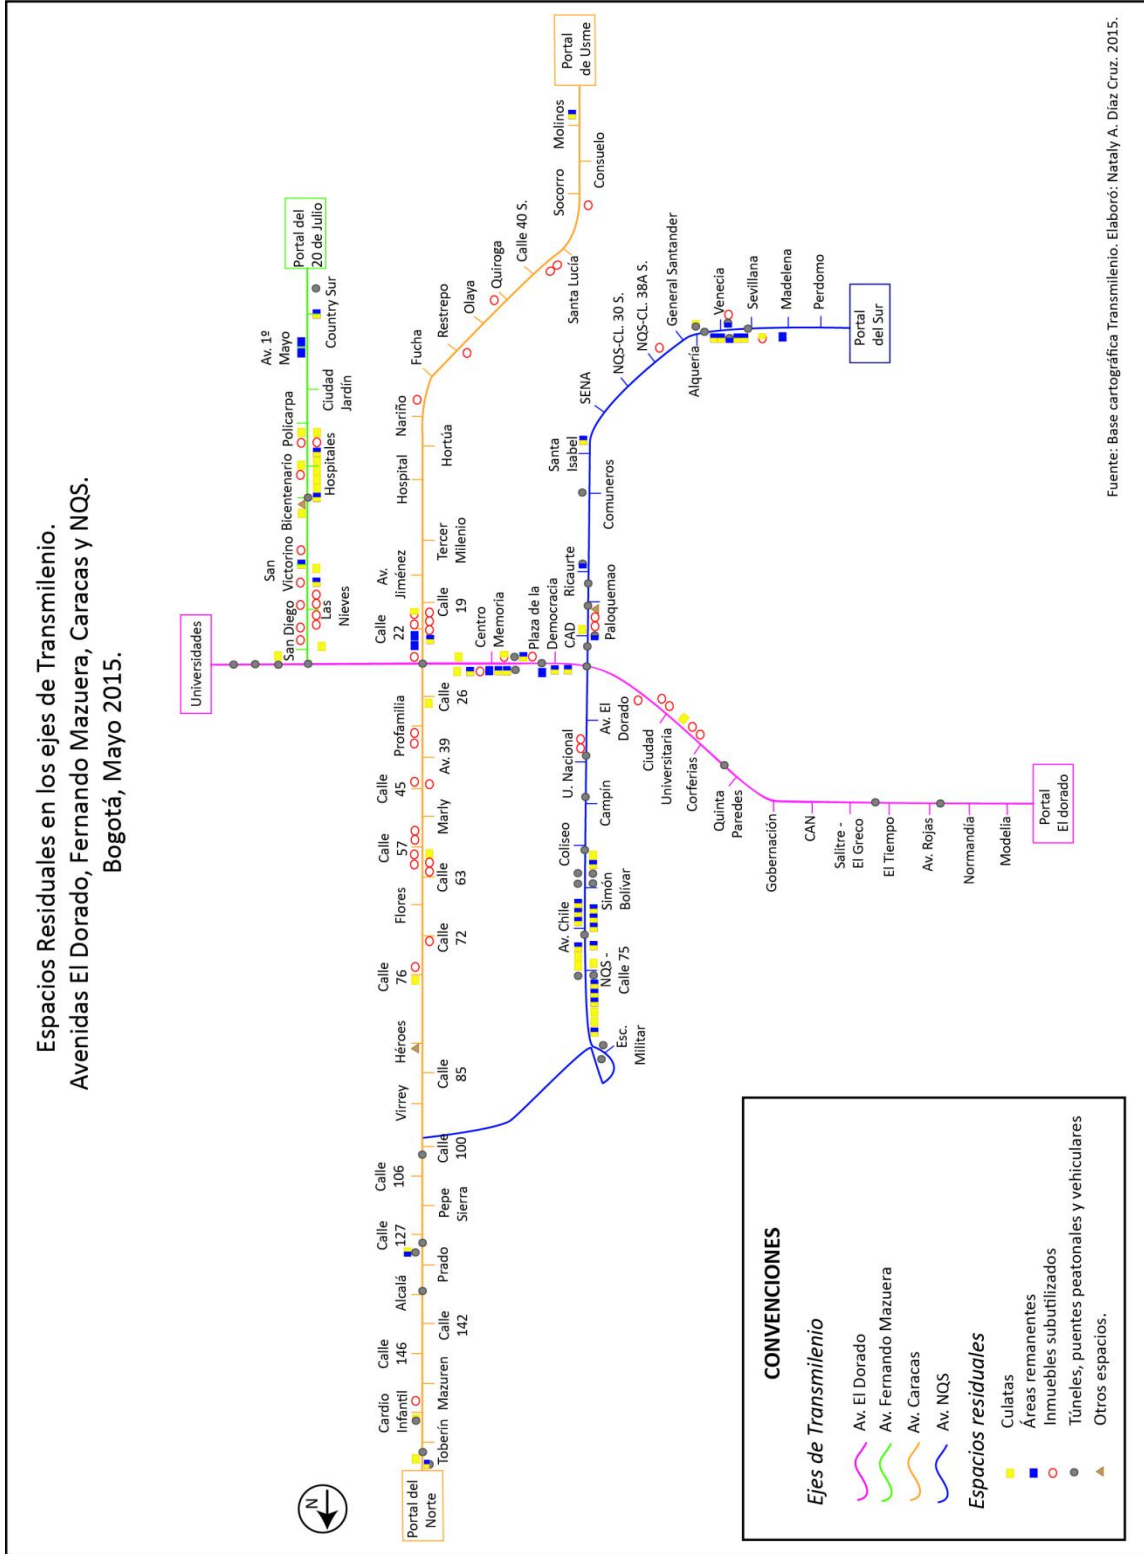 Espacios Residuales en los ejes de Transmilenio.
Avenidas El Dorado, Fernando Mazuera, Caracas y NQS.
Bogotá, Mayo 2015.
N
Portal del
Norte
Toberín
Cardio
Infantil
Mazuren
Calle
146
Calle
142
Alcalá
Prado
Calle
127
Pepe
Sierra
Calle
106
Calle
100
Virrey
Calle
85
Héroes
Calle
76
Calle
72
Flores
Calle
63
Calle
57
Marly
Calle
45
Av. 39
Profamilia
Calle
26
Calle
22
Calle
19
Av.
Jiménez
Tercer
Milenio
Hospital
Hortúa
Nariño
Fucha
Restrepo
Olaya
Quiroga
Calle 40 S.
Santa Lucía
Socorro
Consuelo
Molinos
Portal
de Usme
Universidades
San Diego
Las
Nieves
San
Victorino
Bicentenario
Hospitales
Policarpa
Ciudad
Jardín
Av. 1º
Mayo
Country Sur
Portal del
20 de Julio
Centro
Memoria
Plaza de la
Democracia
Esc.
Militar
NQS -
Calle 75
Av. Chile
Simón
Bolívar
Coliseo
Campín
U. Nacional
Av. El
Dorado
CAD
Paloquemao
Ricaurte
Comuneros
Santa
Isabel
SENA
NQS-CL. 30 S.
NQS-CL. 38A S.
General Santander
Alquería
Venecia
Sevillana
Madelena
Perdomo
Portal
del Sur
Ciudad
Universitaria
Corferias
Quinta
Paredes
Gobernación
CAN
Salitre -
El Greco
El Tiempo
Av. Rojas
Normandía
Modelia
Portal
El dorado
CONVENCIONES
Ejes de Transmilenio
Av. El Dorado
Av. Fernando Mazuera
Av. Caracas
Av. NQS
Espacios residuales
Culatas
Áreas remanentes
Inmuebles subutilizados
Túneles, puentes peatonales y vehiculares
Otros espacios.
Fuente: Base cartográfica Transmilenio. Elaboró: Nataly A. Díaz Cruz. 2015.